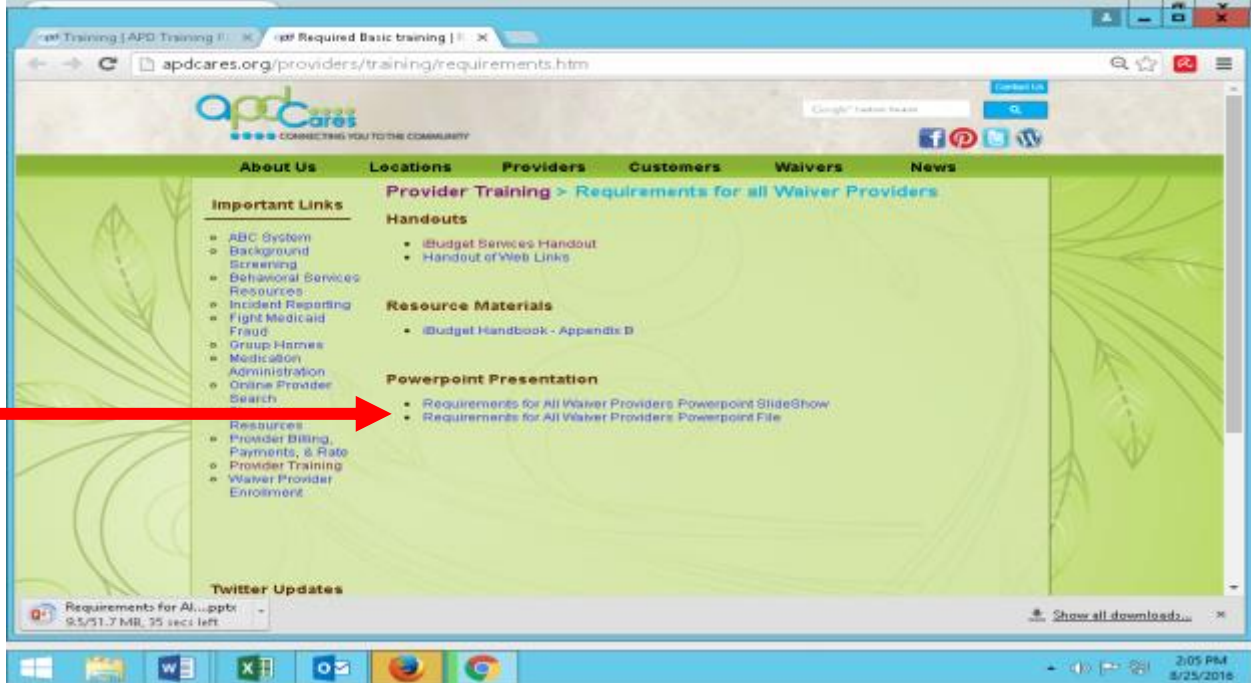 Training | APD Training
Required Basic training |
apdcares.org/providers/training/requirements.htm
Contact Us
apdCares
CONNECTING YOU TO THE COMMUNITY
About Us Locations Providers Customers Waivers News
Important Links
ABC System
Background
Screening
Behavioral Services
Resources
Incident Reporting
Fight Medicaid
Fraud
Group Homes
Medication
Administration
Online Provider
Search
Resources
Provider Billing,
Payments, & Rate
Provider Training
Waiver Provider
Enrollment
Twitter Updates
Provider Training > Requirements for all Waiver Providers
Handouts
iBudget Services Handout
Handout of Web Links
Resource Materials
iBudget Handbook - Appendix B
Powerpoint Presentation
Requirements for All Waiver Providers Powerpoint SlideShow
Requirements for All Waiver Providers Powerpoint File
Requirements for Al....pptx
9.5/51.7 MB, 35 secs left
Show all downloads...
2:05 PM
8/25/2016